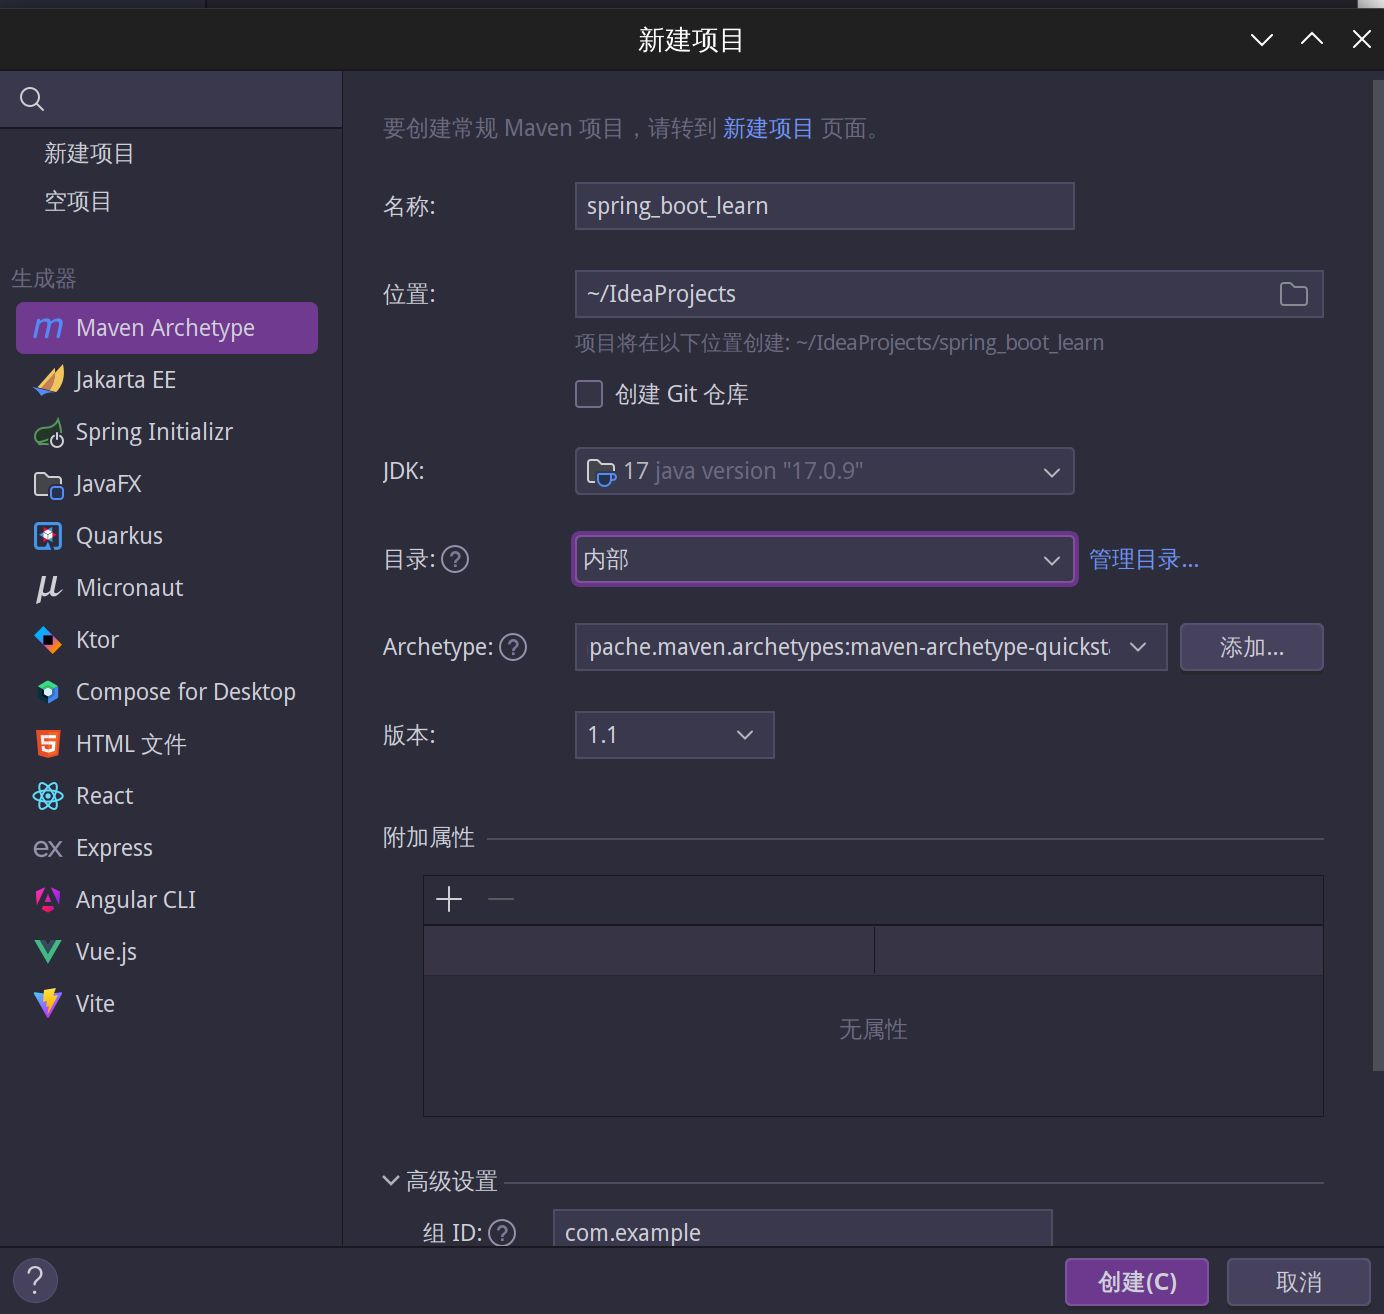 新建项目
新建项目
空项目
生成器
Maven Archetype
Jakarta EE
Spring Initializr
JavaFX
Quarkus
Micronaut
Ktor
Compose for Desktop
HTML 文件
React
Express
Angular CLI
Vue.js
Vite
要创建常规 Maven 项目，请转到 新建项目 页面。
名称: spring_boot_learn
位置: ~/IdeaProjects
项目将在以下位置创建: ~/IdeaProjects/spring_boot_learn
创建 Git 仓库
JDK: 17 java version "17.0.9"
目录: ? 内部 管理目录...
Archetype: ? pache.maven.archetypes:maven-archetype-quickst 添加...
版本: 1.1
附加属性
无属性
高级设置
组 ID: ? com.example
? 创建(C) 取消